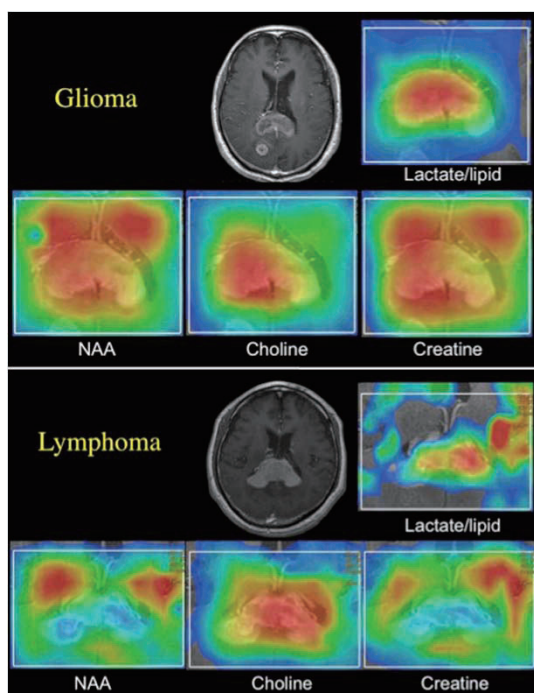 Glioma
Lactate/lipid
NAA
Choline
Creatine
Lymphoma
Lactate/lipid
NAA
Choline
Creatine